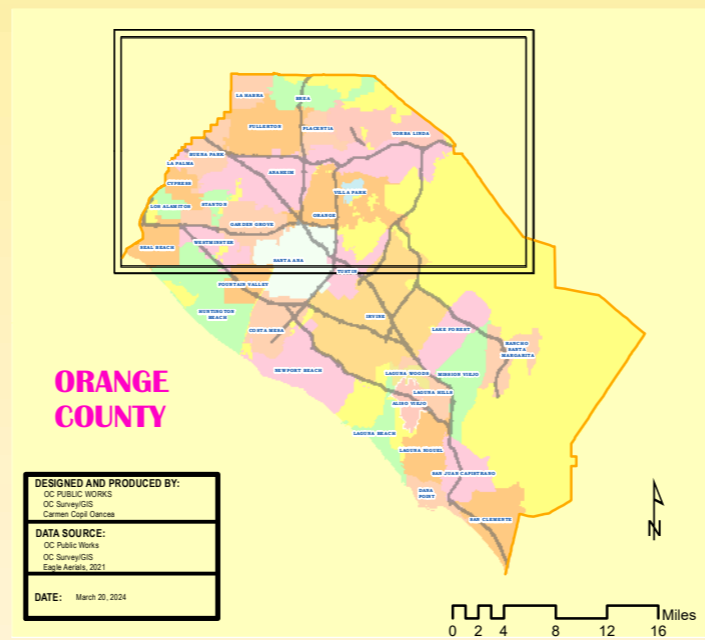 LA HABRA
BREA
FULLERTON
PLACENTIA
YORBA LINDA
BUENA PARK
LA PALMA
ANAHEIM
CYPRESS
VILLA PARK
LOS ALAMITOS
STANTON
ORANGE
GARDEN GROVE
SEAL BEACH
WESTMINSTER
SANTA ANA
TUSTIN
FOUNTAIN VALLEY
HUNTINGTON
BEACH
IRVINE
COSTA MESA
LAKE FOREST
RANCHO
SANTA
MARGARITA
NEWPORT BEACH
LAGUNA WOODS
MISSION VIEJO
LAGUNA HILLS
ALISO VIEJO
LAGUNA BEACH
LAGUNA NIGUEL
SAN JUAN CAPISTRANO
DANA
POINT
SAN CLEMENTE
ORANGE
COUNTY
DESIGNED AND PRODUCED BY:
OC PUBLIC WORKS
OC Survey/GIS
Carmen Copil Oancea
DATA SOURCE:
OC Public Works
OC Survey/GIS
Eagle Aerials, 2021
DATE: March 20, 2024
N
Miles
0 2 4 8 12 16